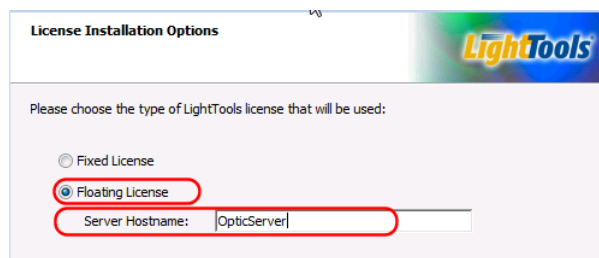 License Installation Options
LightTools
Please choose the type of LightTools license that will be used:
Fixed License
Floating License
Server Hostname: OpticServer